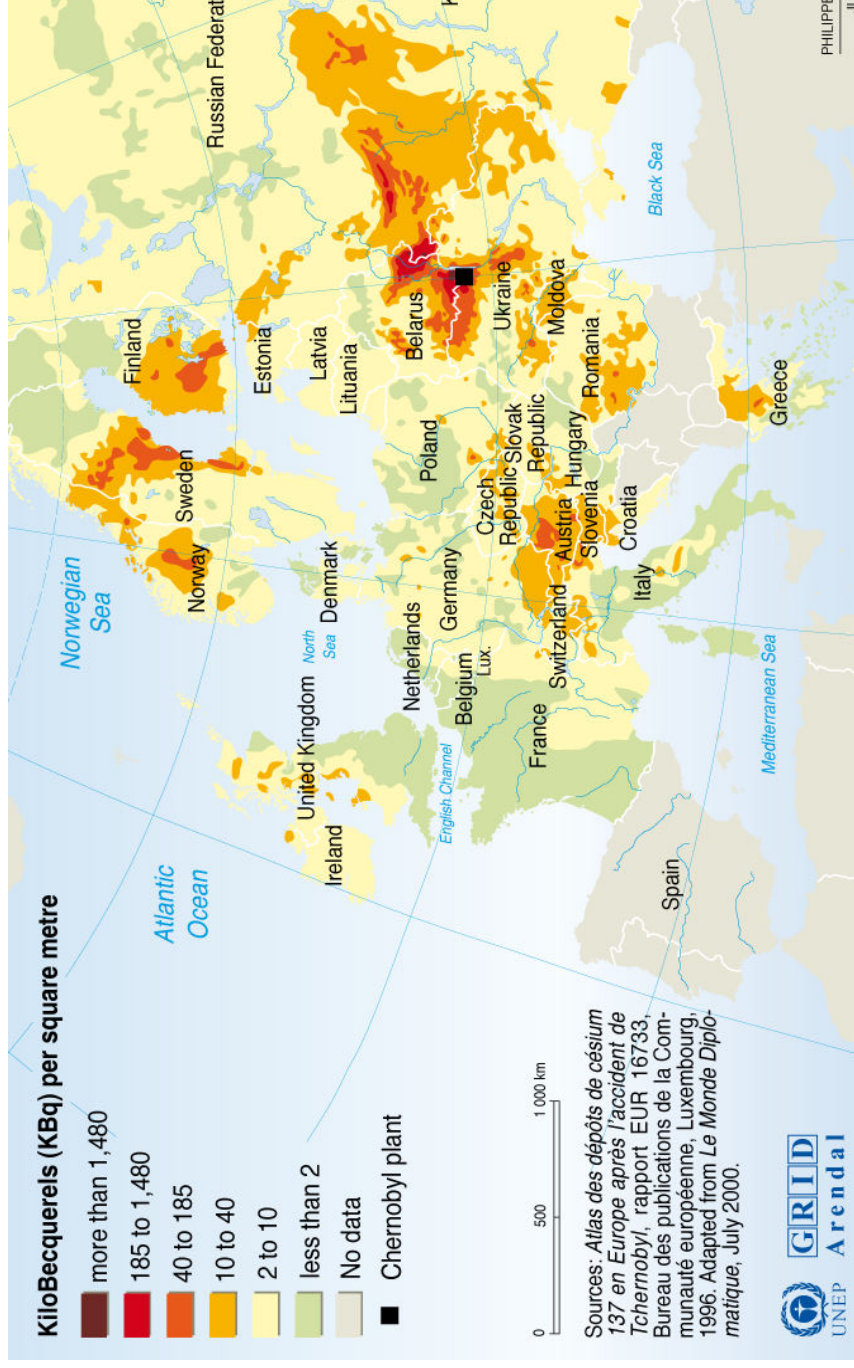 KiloBecquerels (KBq) per square metre
more than 1,480
185 to 1,480
40 to 185
10 to 40
2 to 10
less than 2
No data
Chernobyl plant
0 500 1 000 km
Sources: Atlas des dépôts de césium
137 en Europe après l'accident de
Tchernobyl, rapport EUR 16733,
Bureau des publications de la Com-
munauté européenne, Luxembourg,
1996. Adapted from Le Monde Diplo-
matique, July 2000.
UNEP
GRID
Arendal
Atlantic
Ocean
Norwegian
Sea
North
Sea
English Channel
Mediterranean Sea
Black Sea
Norway
Sweden
Finland
Russian Federat
Estonia
Latvia
Lituania
Belarus
Denmark
United Kingdom
Ireland
Netherlands
Belgium
Lux.
Germany
Poland
Czech
Republic
Slovak
Republic
Ukraine
Moldova
France
Switzerland
Austria
Slovenia
Hungary
Croatia
Romania
Italy
Spain
Greece
K
PHILIPPE